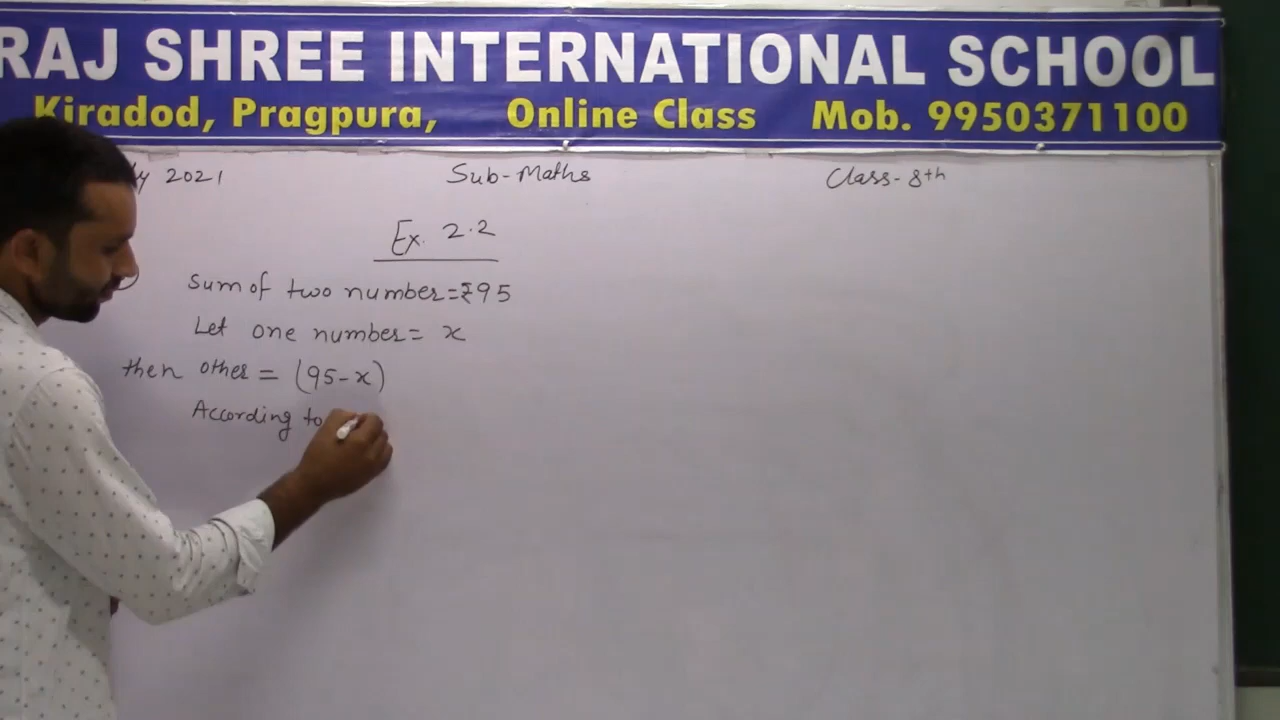 RAJ SHREE INTERNATIONAL SCHOOL
Kiradod, Pragpura, Online Class Mob. 9950371100
2021 Sub-Maths Class-8th
Ex. 2.2
Sum of two number=₹95
Let one number= x
then other = (95-x)
According to